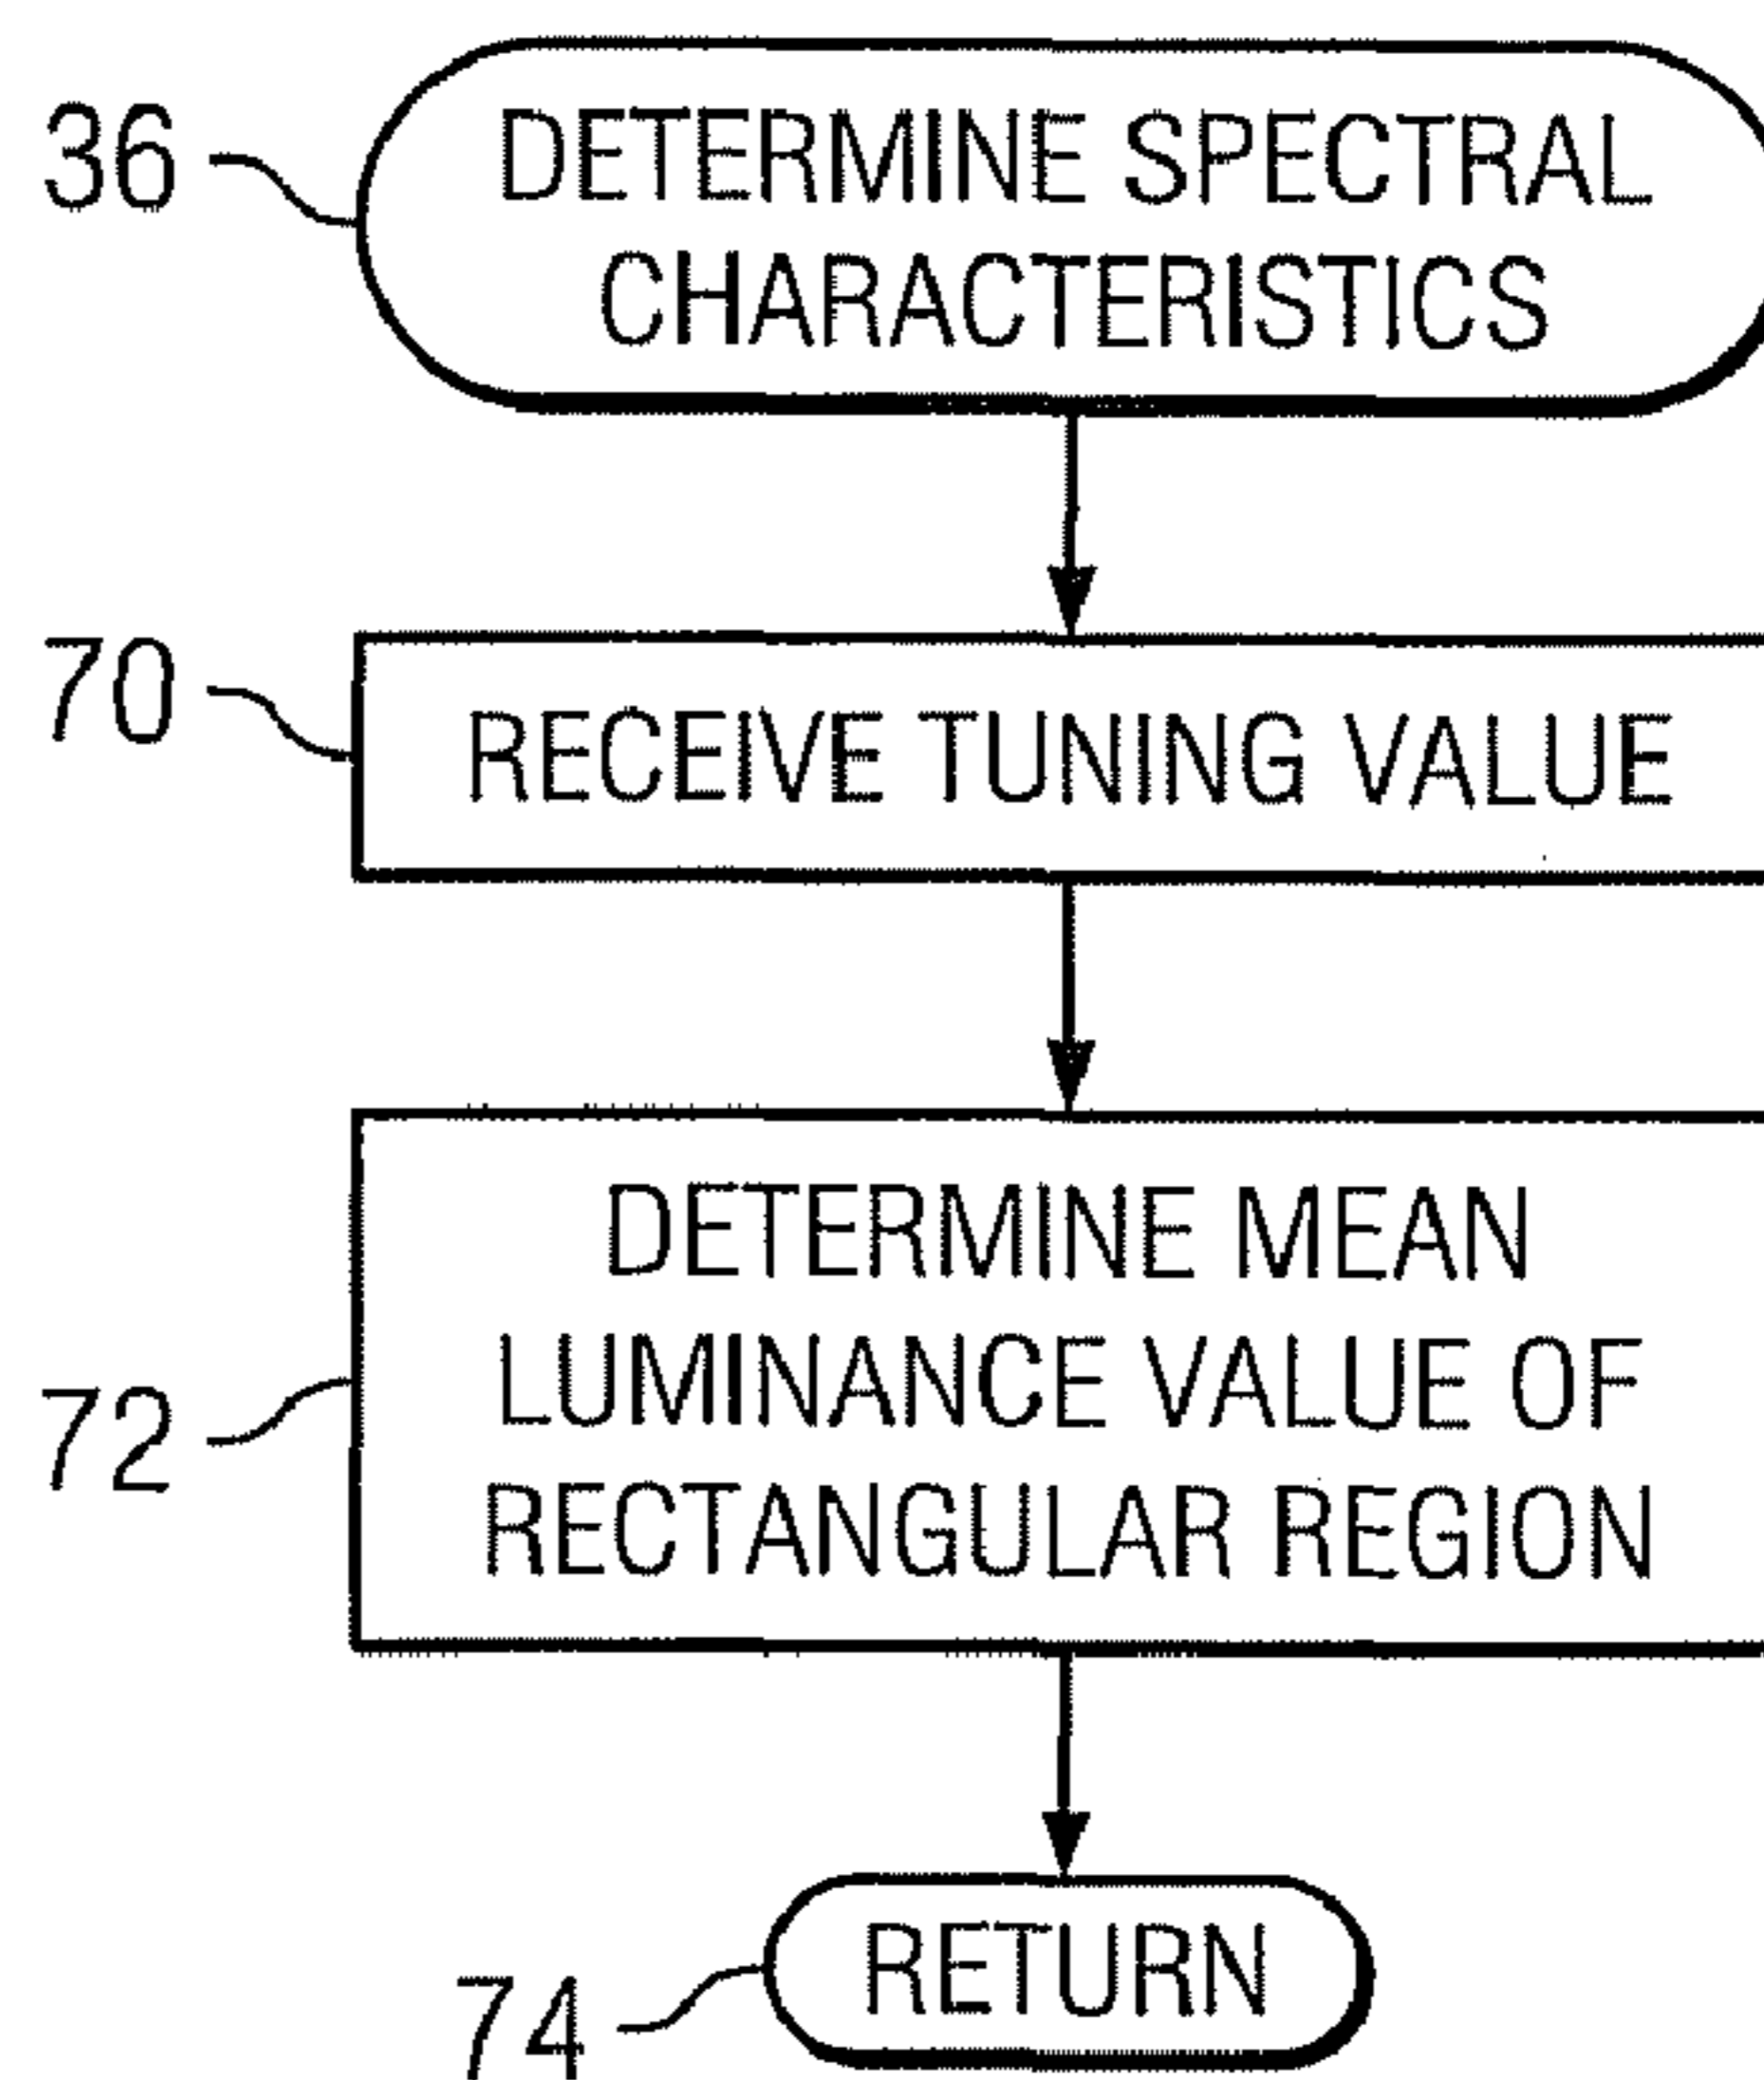 36
DETERMINE SPECTRAL
CHARACTERISTICS
70
RECEIVE TUNING VALUE
72
DETERMINE MEAN
LUMINANCE VALUE OF
RECTANGULAR REGION
74
RETURN